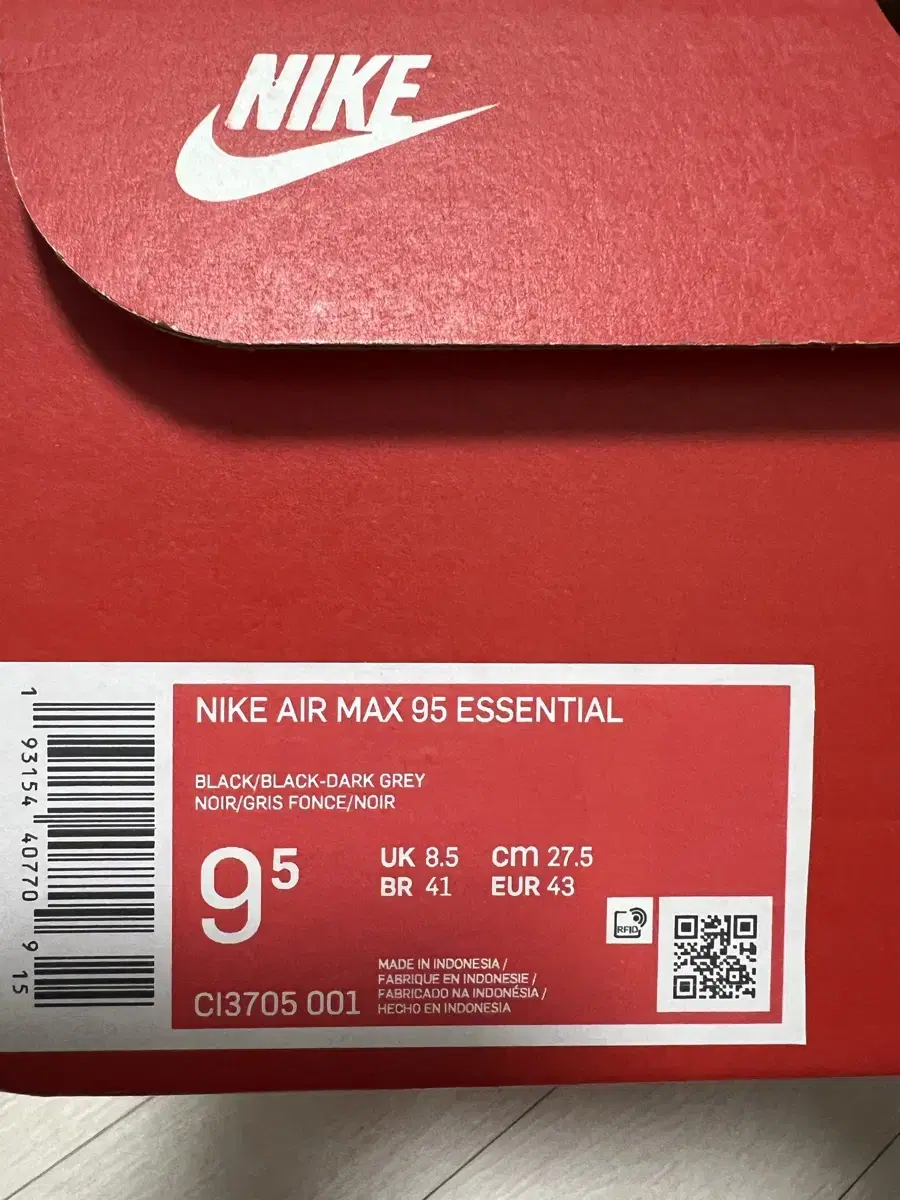 NIKE
NIKE AIR MAX 95 ESSENTIAL
BLACK/BLACK-DARK GREY
NOIR/GRIS FONCE/NOIR
9 5
UK 8.5 cm 27.5
BR 41 EUR 43
RFID
MADE IN INDONESIA /
FABRIQUE EN INDONESIE /
FABRICADO NA INDONÉSIA /
HECHO EN INDONESIA
CI3705 001
1 93154 40770 9 15